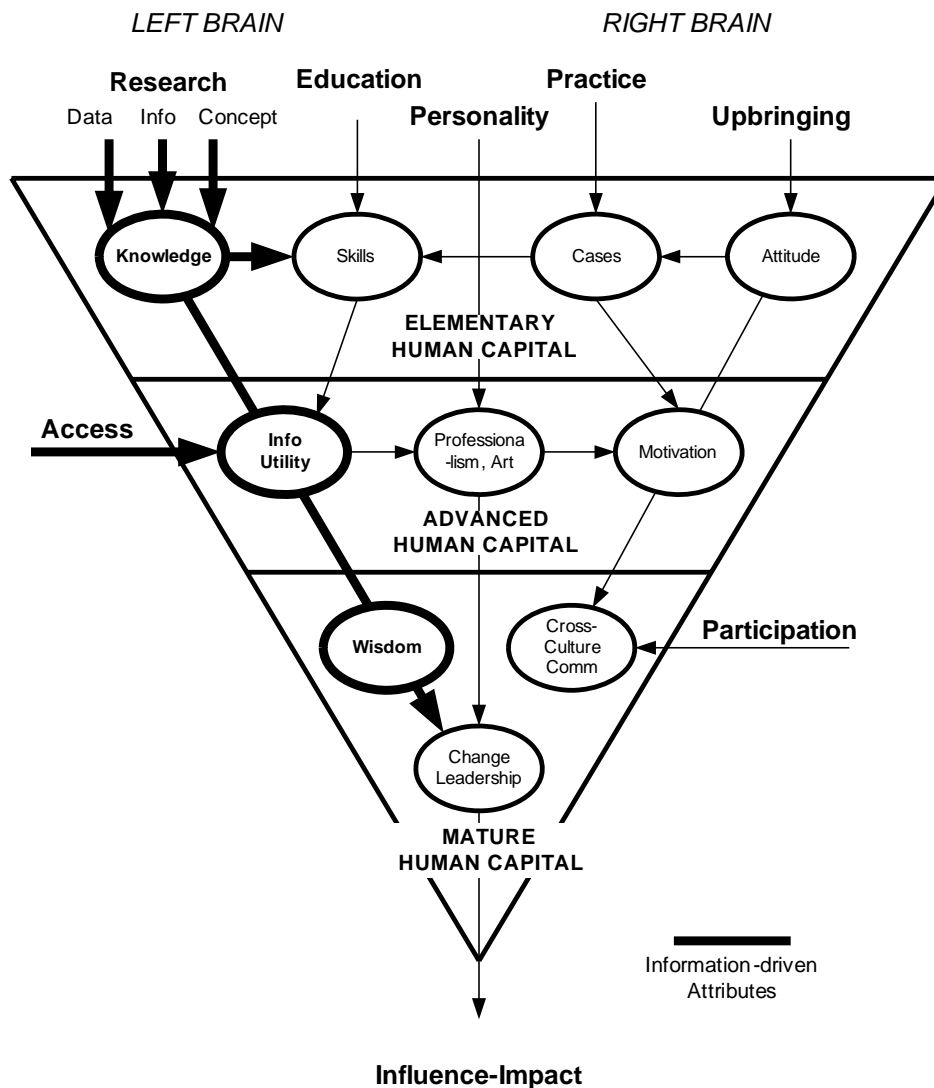 LEFT BRAIN
RIGHT BRAIN
Research
Education
Practice
Data Info Concept
Personality
Upbringing
Knowledge
Skills
Cases
Attitude
ELEMENTARY
HUMAN CAPITAL
Access
Info
Utility
Professiona
-lism, Art
Motivation
ADVANCED
HUMAN CAPITAL
Wisdom
Cross-
Culture
Comm
Participation
Change
Leadership
MATURE
HUMAN CAPITAL
Information-driven
Attributes
Influence-Impact